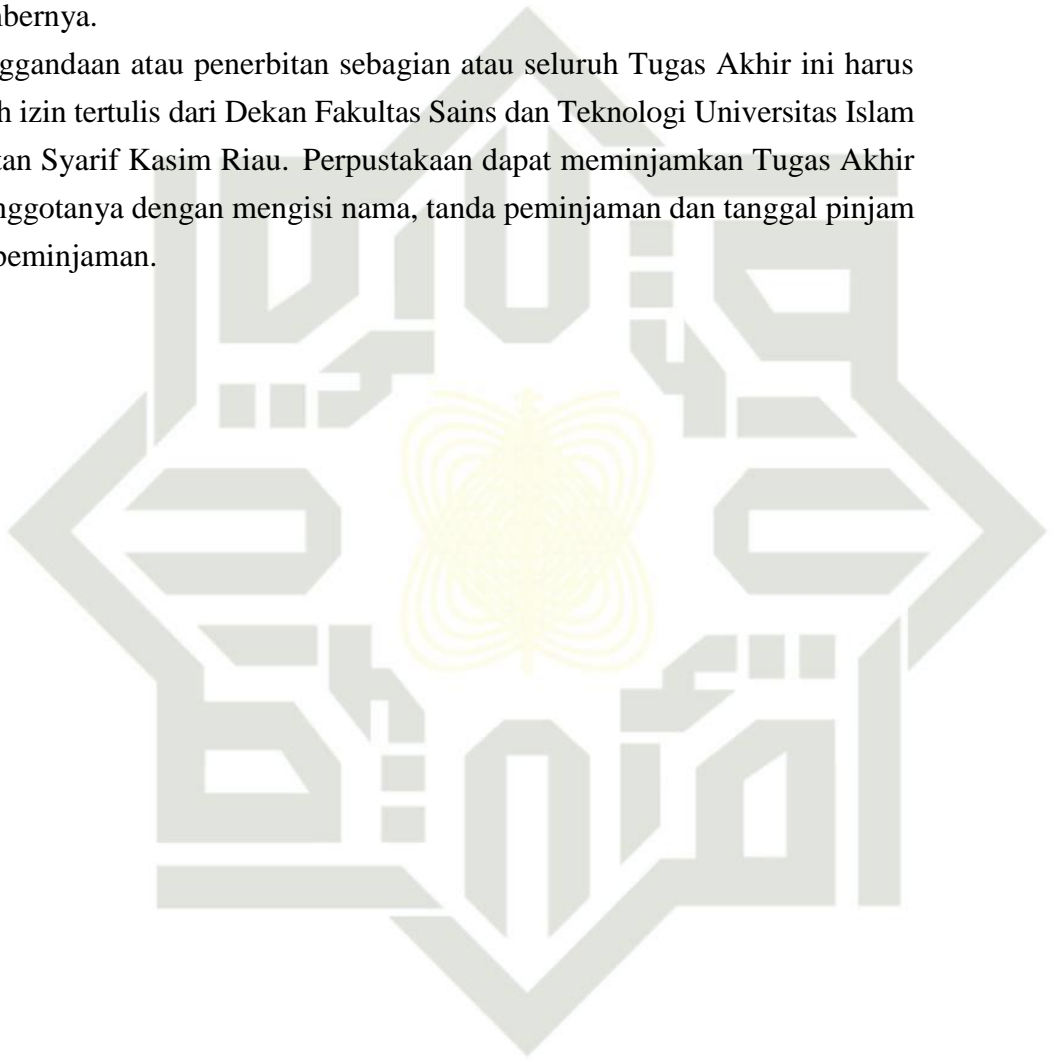 nbernya.
ggandaan atau penerbitan sebagian atau seluruh Tugas Akhir ini harus
h izin tertulis dari Dekan Fakultas Sains dan Teknologi Universitas Islam
tan Syarif Kasim Riau. Perpustakaan dapat meminjamkan Tugas Akhir
nggotanya dengan mengisi nama, tanda peminjaman dan tanggal pinjam
peminjaman.